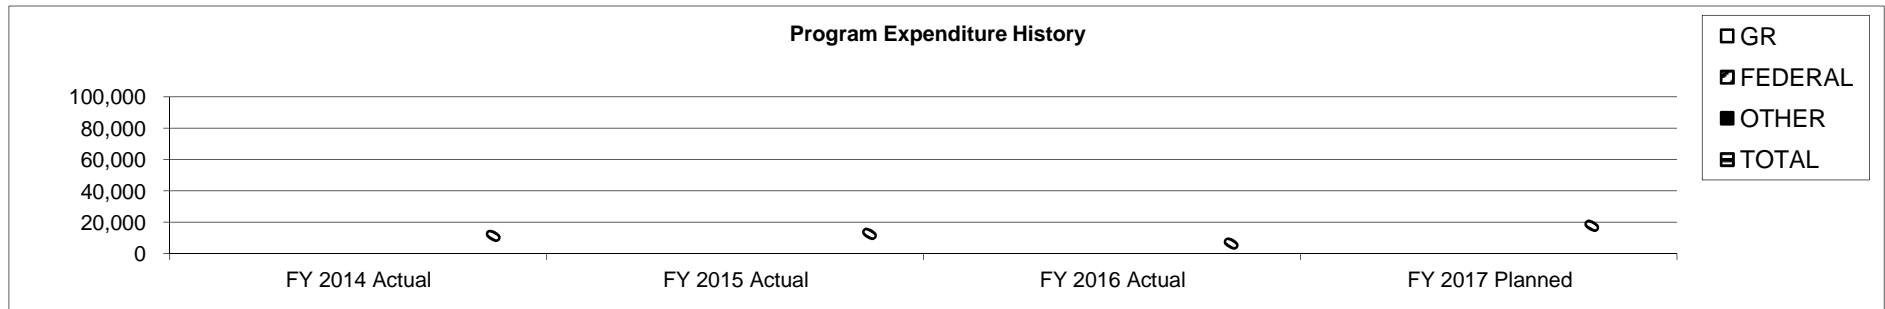 Program Expenditure History
GR
FEDERAL
OTHER
TOTAL
100,000
80,000
60,000
40,000
20,000
0
0
0
0
0
FY 2014 Actual
FY 2015 Actual
FY 2016 Actual
FY 2017 Planned